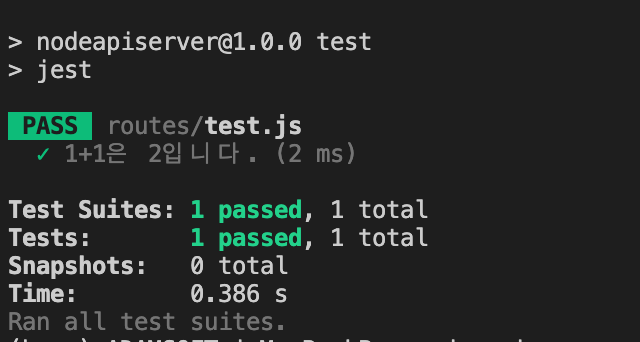 > nodeapiserver@1.0.0 test
> jest
PASS routes/test.js
✓ 1+1은 2입니다. (2 ms)
Test Suites: 1 passed, 1 total
Tests: 1 passed, 1 total
Snapshots: 0 total
Time: 0.386 s
Ran all test suites.